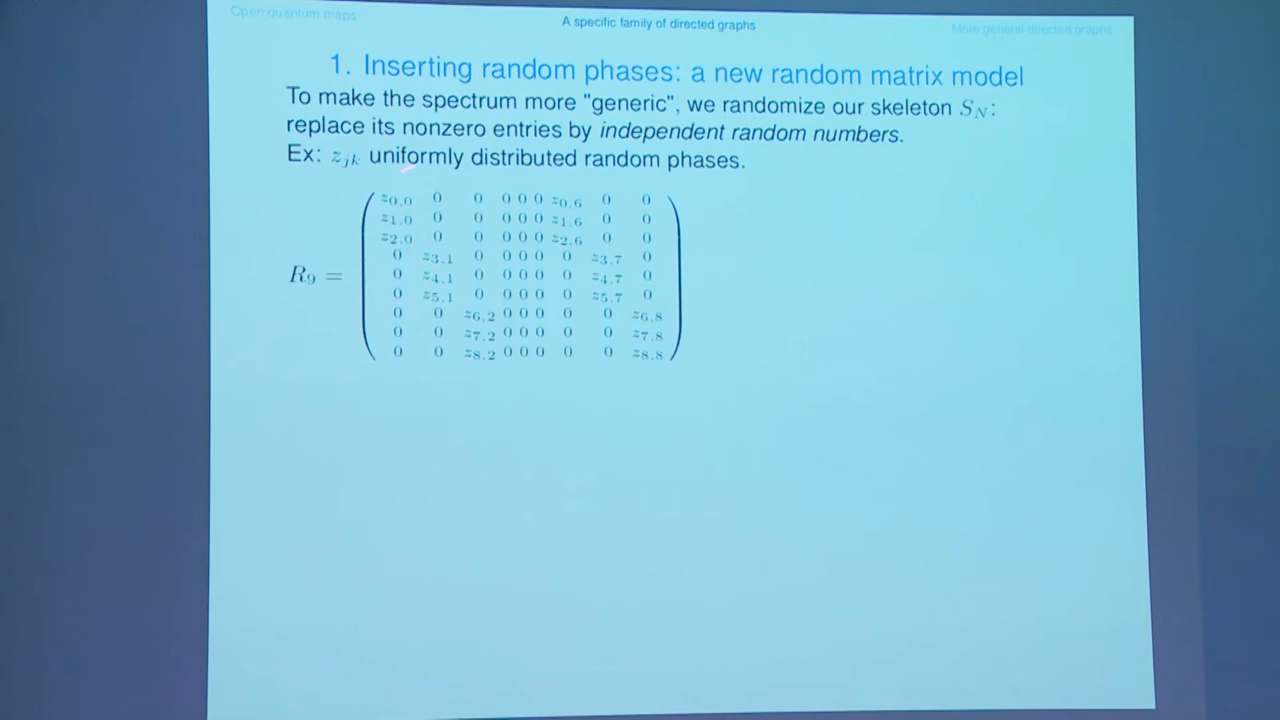 Open quantum maps
A specific family of directed graphs
More general directed graphs
1. Inserting random phases: a new random matrix model
To make the spectrum more "generic", we randomize our skeleton S_N:
replace its nonzero entries by independent random numbers.
Ex: z_jk uniformly distributed random phases.
z_0,0 0 0 0 0 0 z_0,6 0 0
z_1,0 0 0 0 0 0 z_1,6 0 0
z_2,0 0 0 0 0 0 z_2,6 0 0
0 z_3,1 0 0 0 0 0 z_3,7 0
R_9 = 0 z_4,1 0 0 0 0 0 z_4,7 0
0 z_5,1 0 0 0 0 0 z_5,7 0
0 0 z_6,2 0 0 0 0 0 z_6,8
0 0 z_7,2 0 0 0 0 0 z_7,8
0 0 z_8,2 0 0 0 0 0 z_8,8